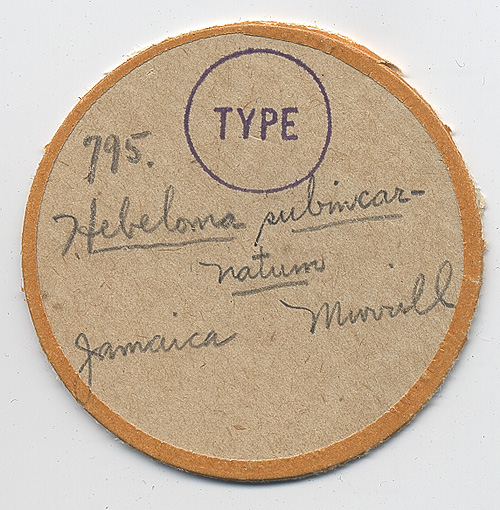 TYPE
795.
Hebeloma subincar-
natum
Jamaica Murrill